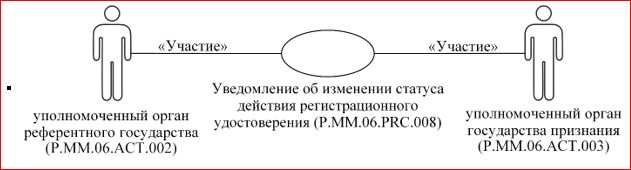 «Участие»
«Участие»
уполномоченный орган
референтного государства
(P.MM.06.ACT.002)
Уведомление об изменении статуса
действия регистрационного
удостоверения (P.MM.06.PRC.008)
уполномоченный орган
государства признания
(P.MM.06.ACT.003)